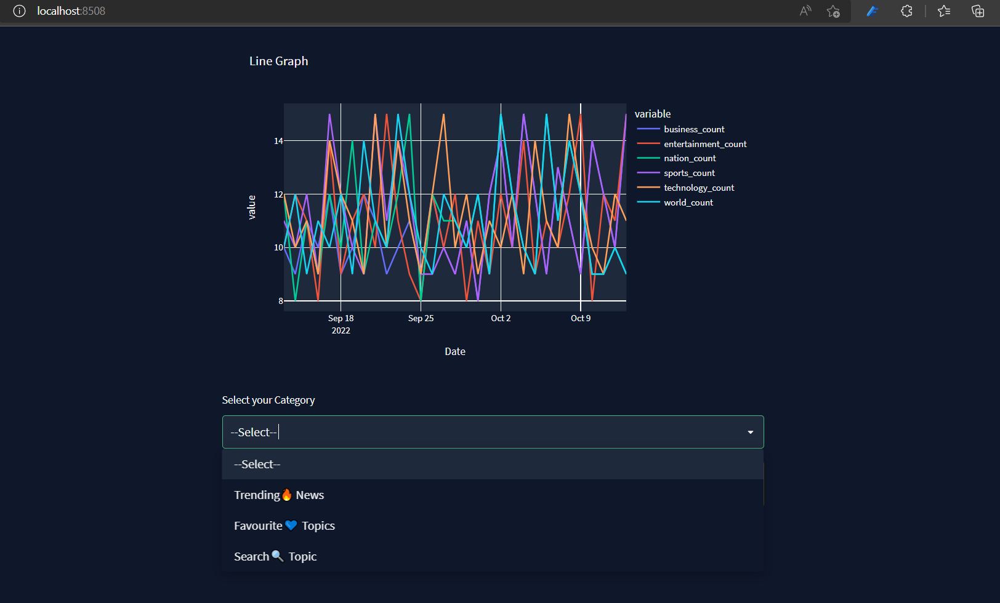 localhost:8508
Line Graph
variable
business_count
entertainment_count
nation_count
sports_count
technology_count
world_count
value
14
12
10
8
Sep 18
2022
Sep 25
Oct 2
Oct 9
Date
Select your Category
--Select--
--Select--
Trending🔥 News
Favourite💙 Topics
Search🔍 Topic